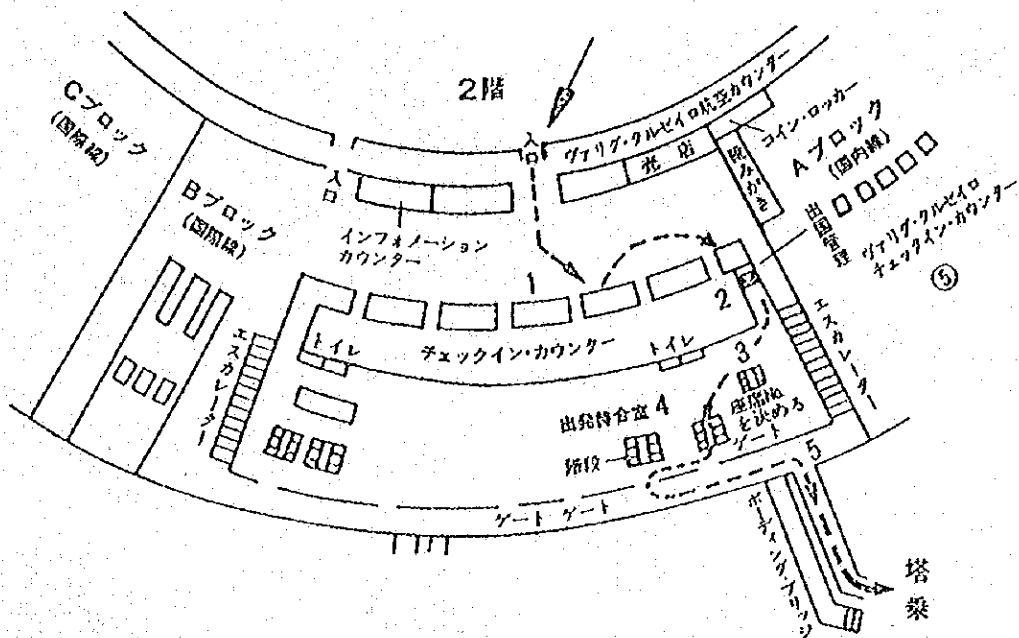 2階
Cブロック
(国際線)
Bブロック
(国際線)
入口
インフォメーション
カウンター
入口
ヴァリグ・クルゼイロ航空カウンター
売店
コイン・ロッカー
靴みがき
Aブロック
(国内線)
出国管理
ヴァリグ・クルゼイロ
チェックイン・カウンター
⑤
エスカレーター
1
2
トイレ
チェックイン・カウンター
トイレ
3
エスカレーター
出発待合室 4
座席No.
を決める
階段
ゲート
5
ゲート ゲート
ボーディング・ブリッジ
塔乗